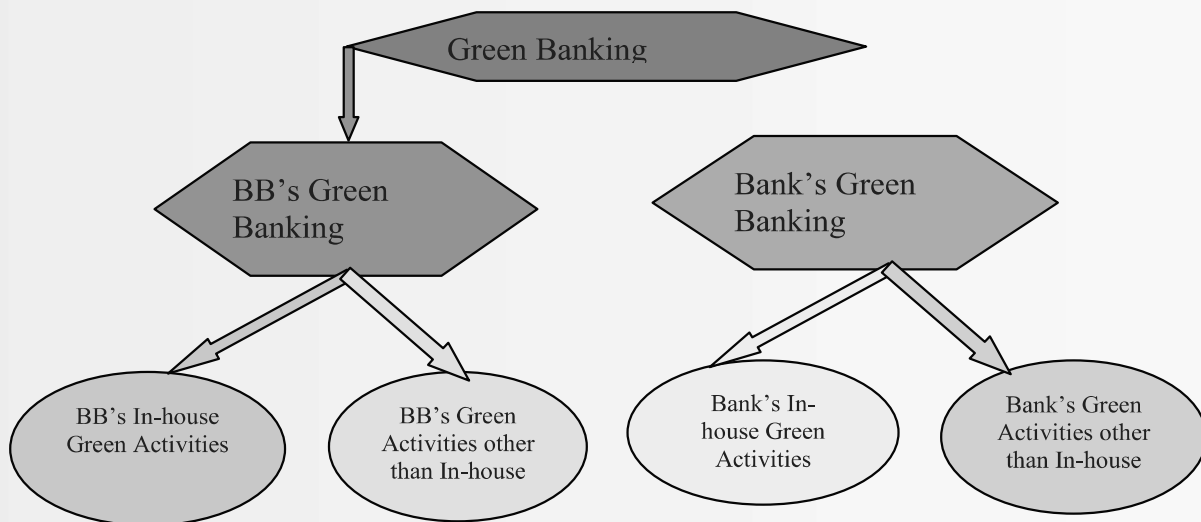 Green Banking
BB’s Green
Banking
Bank’s Green
Banking
BB’s In-house
Green Activities
BB’s Green
Activities other
than In-house
Bank’s In-
house Green
Activities
Bank’s Green
Activities other
than In-house